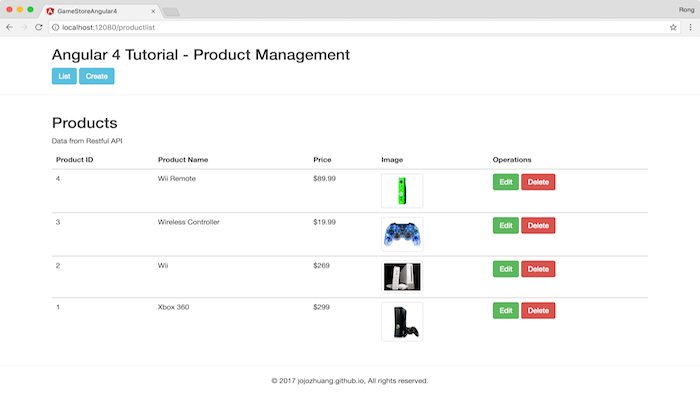 GameStoreAngular4
Rong
localhost:12080/productlist
Angular 4 Tutorial - Product Management
List Create
Products
Data from Restful API
Product ID Product Name Price Image Operations
4 Wii Remote $89.99 Edit Delete
3 Wireless Controller $19.99 Edit Delete
2 Wii $269 Edit Delete
1 Xbox 360 $299 Edit Delete
© 2017 jojozhuang.github.io, All rights reserved.